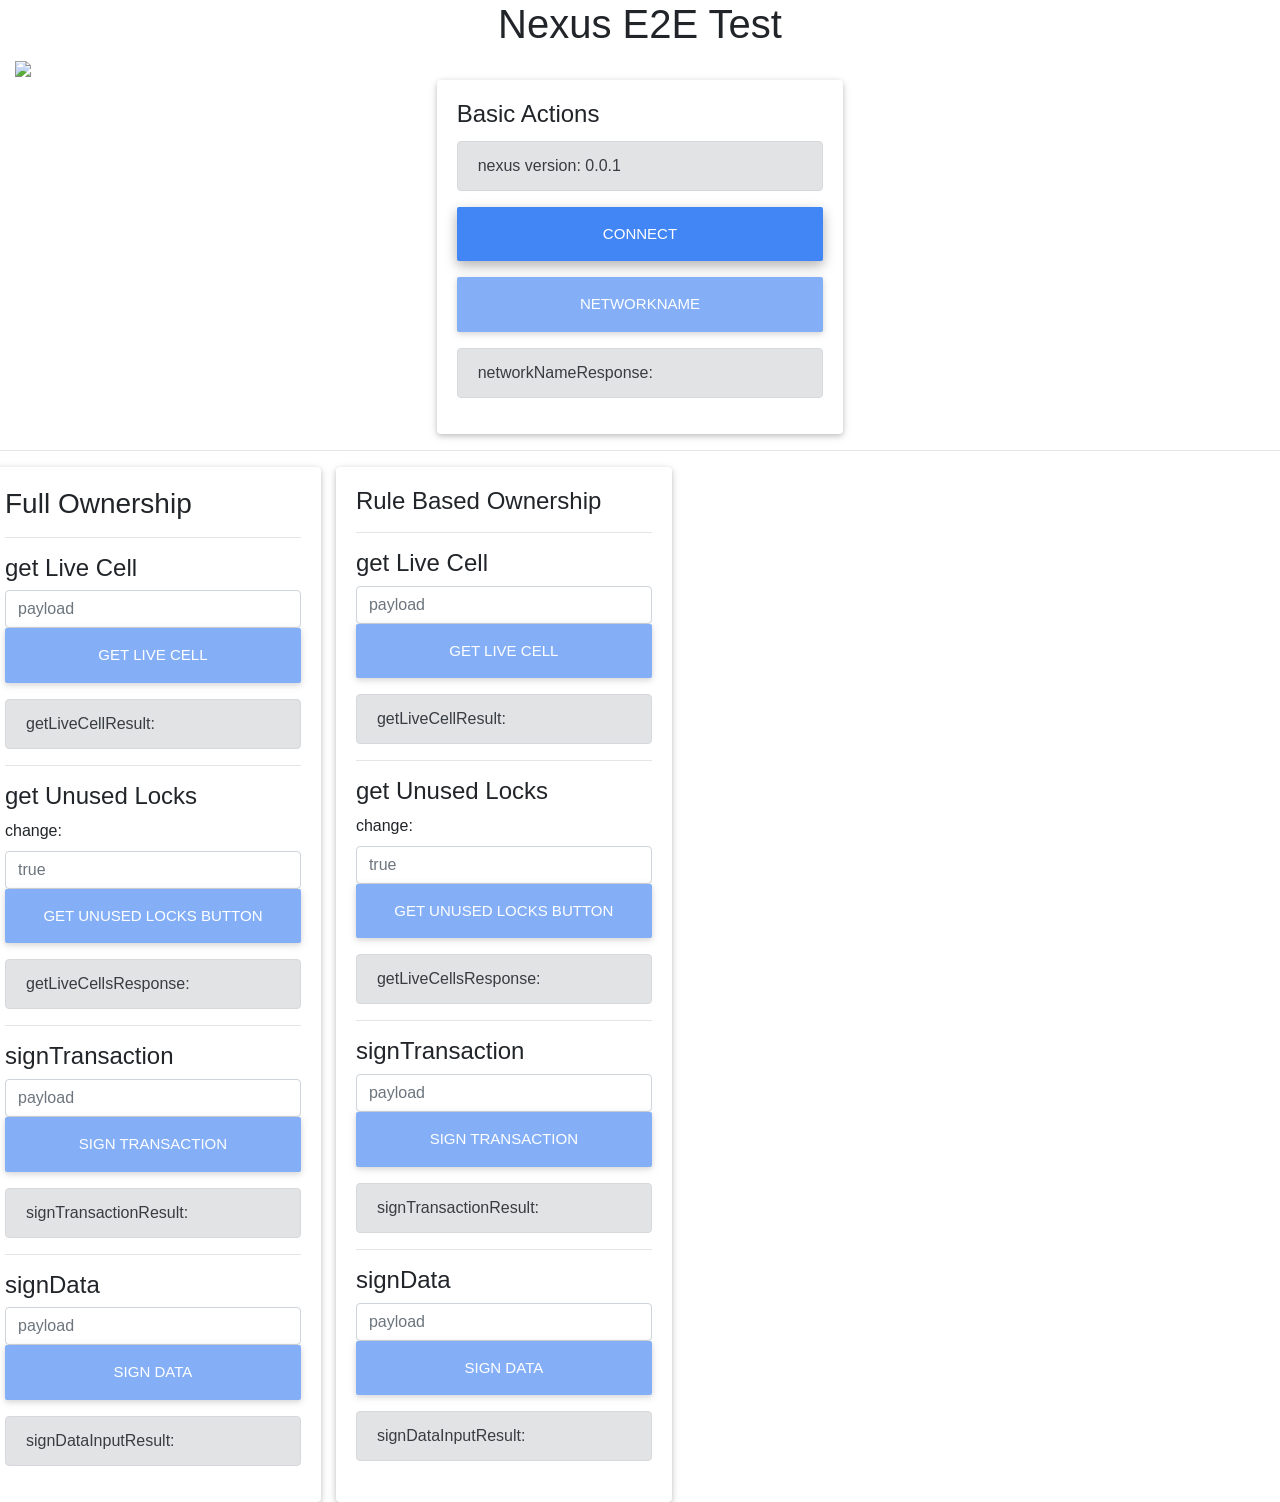 Nexus E2E Test
Basic Actions
nexus version: 0.0.1
CONNECT
NETWORKNAME
networkNameResponse:
Full Ownership
get Live Cell
payload
GET LIVE CELL
getLiveCellResult:
get Unused Locks
change:
true
GET UNUSED LOCKS BUTTON
getLiveCellsResponse:
signTransaction
payload
SIGN TRANSACTION
signTransactionResult:
signData
payload
SIGN DATA
signDataInputResult:
Rule Based Ownership
get Live Cell
payload
GET LIVE CELL
getLiveCellResult:
get Unused Locks
change:
true
GET UNUSED LOCKS BUTTON
getLiveCellsResponse:
signTransaction
payload
SIGN TRANSACTION
signTransactionResult:
signData
payload
SIGN DATA
signDataInputResult: